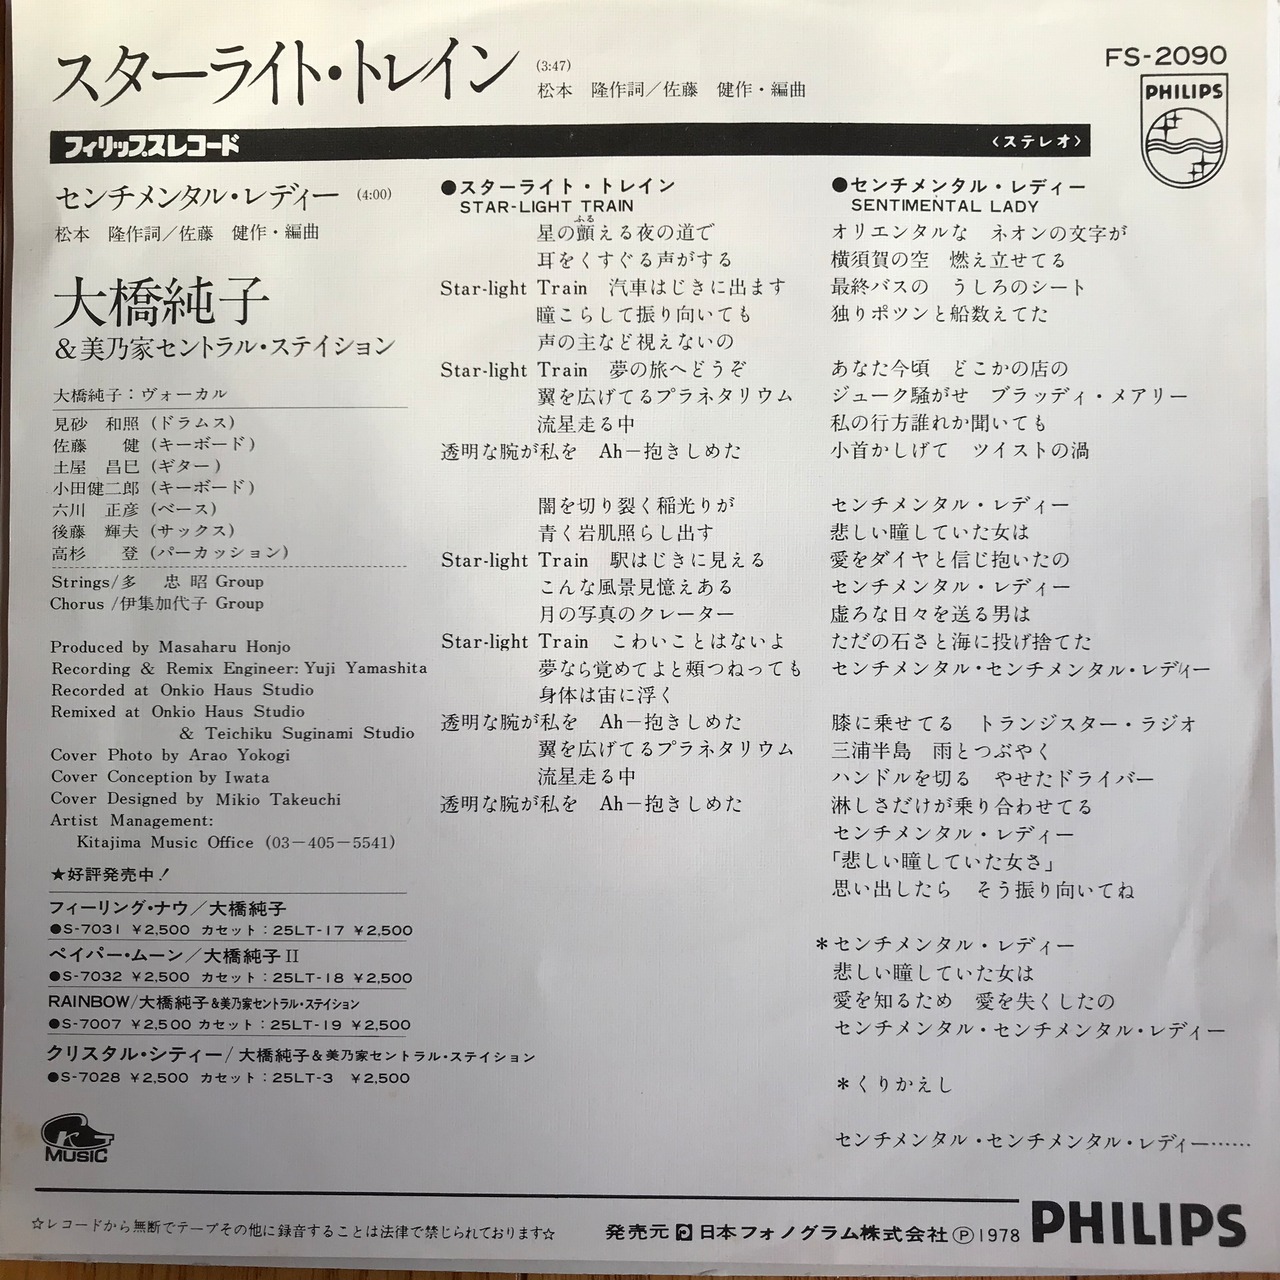 スターライト・トレイン (3:47)
松本 隆作詞／佐藤 健作・編曲
FS-2090
PHILIPS
フィリップスレコード 〈ステレオ〉
センチメンタル・レディー (4:00)
松本 隆作詞／佐藤 健作・編曲
大橋純子
＆美乃家セントラル・ステイション
大橋純子：ヴォーカル
見砂 和照 (ドラムス)
佐藤 健 (キーボード)
土屋 昌巳 (ギター)
小田健二郎 (キーボード)
六川 正彦 (ベース)
後藤 輝夫 (サックス)
高杉 登 (パーカッション)
Strings/多 忠昭 Group
Chorus /伊集加代子 Group
Produced by Masaharu Honjo
Recording & Remix Engineer: Yuji Yamashita
Recorded at Onkio Haus Studio
Remixed at Onkio Haus Studio
& Teichiku Suginami Studio
Cover Photo by Arao Yokogi
Cover Conception by Iwata
Cover Designed by Mikio Takeuchi
Artist Management:
Kitajima Music Office (03－405－5541)
★好評発売中！
フィーリング・ナウ／大橋純子
●S-7031 ￥2,500 カセット：25LT-17 ￥2,500
ペイパー・ムーン／大橋純子II
●S-7032 ￥2,500 カセット：25LT-18 ￥2,500
RAINBOW/大橋純子＆美乃家セントラル・ステイション
●S-7007 ￥2,500 カセット：25LT-19 ￥2,500
クリスタル・シティー/大橋純子＆美乃家セントラル・ステイション
●S-7028 ￥2,500 カセット：25LT-3 ￥2,500
K MUSIC
●スターライト・トレイン
STAR-LIGHT TRAIN
ふる
星の顫える夜の道で
耳をくすぐる声がする
Star-light Train 汽車はじきに出ます
瞳こらして振り向いても
声の主など視えないの
Star-light Train 夢の旅へどうぞ
翼を広げてるプラネタリウム
流星走る中
透明な腕が私を Ah－抱きしめた
闇を切り裂く稲光りが
青く岩肌照らし出す
Star-light Train 駅はじきに見える
こんな風景見憶えある
月の写真のクレーター
Star-light Train こわいことはないよ
夢なら覚めてよと頬つねっても
身体は宙に浮く
透明な腕が私を Ah－抱きしめた
翼を広げてるプラネタリウム
流星走る中
透明な腕が私を Ah－抱きしめた
●センチメンタル・レディー
SENTIMENTAL LADY
オリエンタルな ネオンの文字が
横須賀の空 燃え立せてる
最終バスの うしろのシート
独りポツンと船数えてた
あなた今頃 どこかの店の
ジューク騒がせ ブラッディ・メアリー
私の行方誰れか聞いても
小首かしげて ツイストの渦
センチメンタル・レディー
悲しい瞳していた女は
愛をダイヤと信じ抱いたの
センチメンタル・レディー
虚ろな日々を送る男は
ただの石さと海に投げ捨てた
センチメンタル・センチメンタル・レディー
膝に乗せてる トランジスター・ラジオ
三浦半島 雨とつぶやく
ハンドルを切る やせたドライバー
淋しさだけが乗り合わせてる
センチメンタル・レディー
「悲しい瞳していた女さ」
思い出したら そう振り向いてね
＊センチメンタル・レディー
悲しい瞳していた女は
愛を知るため 愛を失くしたの
センチメンタル・センチメンタル・レディー
＊くりかえし
センチメンタル・センチメンタル・レディー……
☆レコードから無断でテープその他に録音することは法律で禁じられております☆
発売元 日本フォノグラム株式会社 Ⓟ1978 PHILIPS